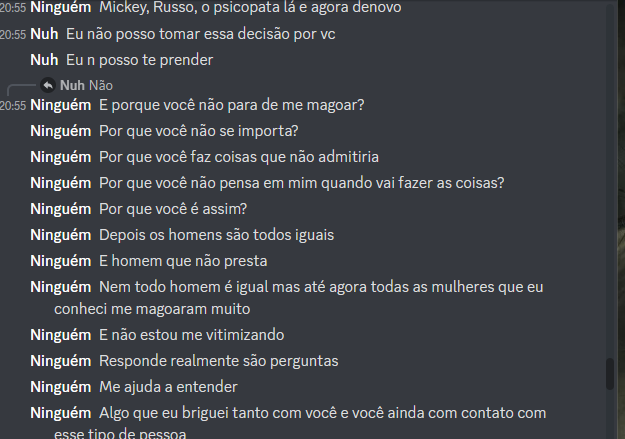 20:55 Ninguém Mickey, Russo, o psicopata lá e agora denovo
20:55 Nuh Eu não posso tomar essa decisão por vc
Nuh Eu n posso te prender
Nuh Não
20:55 Ninguém E porque você não para de me magoar?
Ninguém Por que você não se importa?
Ninguém Por que você faz coisas que não admitiria
Ninguém Por que você não pensa em mim quando vai fazer as coisas?
Ninguém Por que você é assim?
Ninguém Depois os homens são todos iguais
Ninguém E homem que não presta
Ninguém Nem todo homem é igual mas até agora todas as mulheres que eu
conheci me magoaram muito
Ninguém E não estou me vitimizando
Ninguém Responde realmente são perguntas
Ninguém Me ajuda a entender
Ninguém Algo que eu briguei tanto com você e você ainda com contato com
esse tipo de pessoa